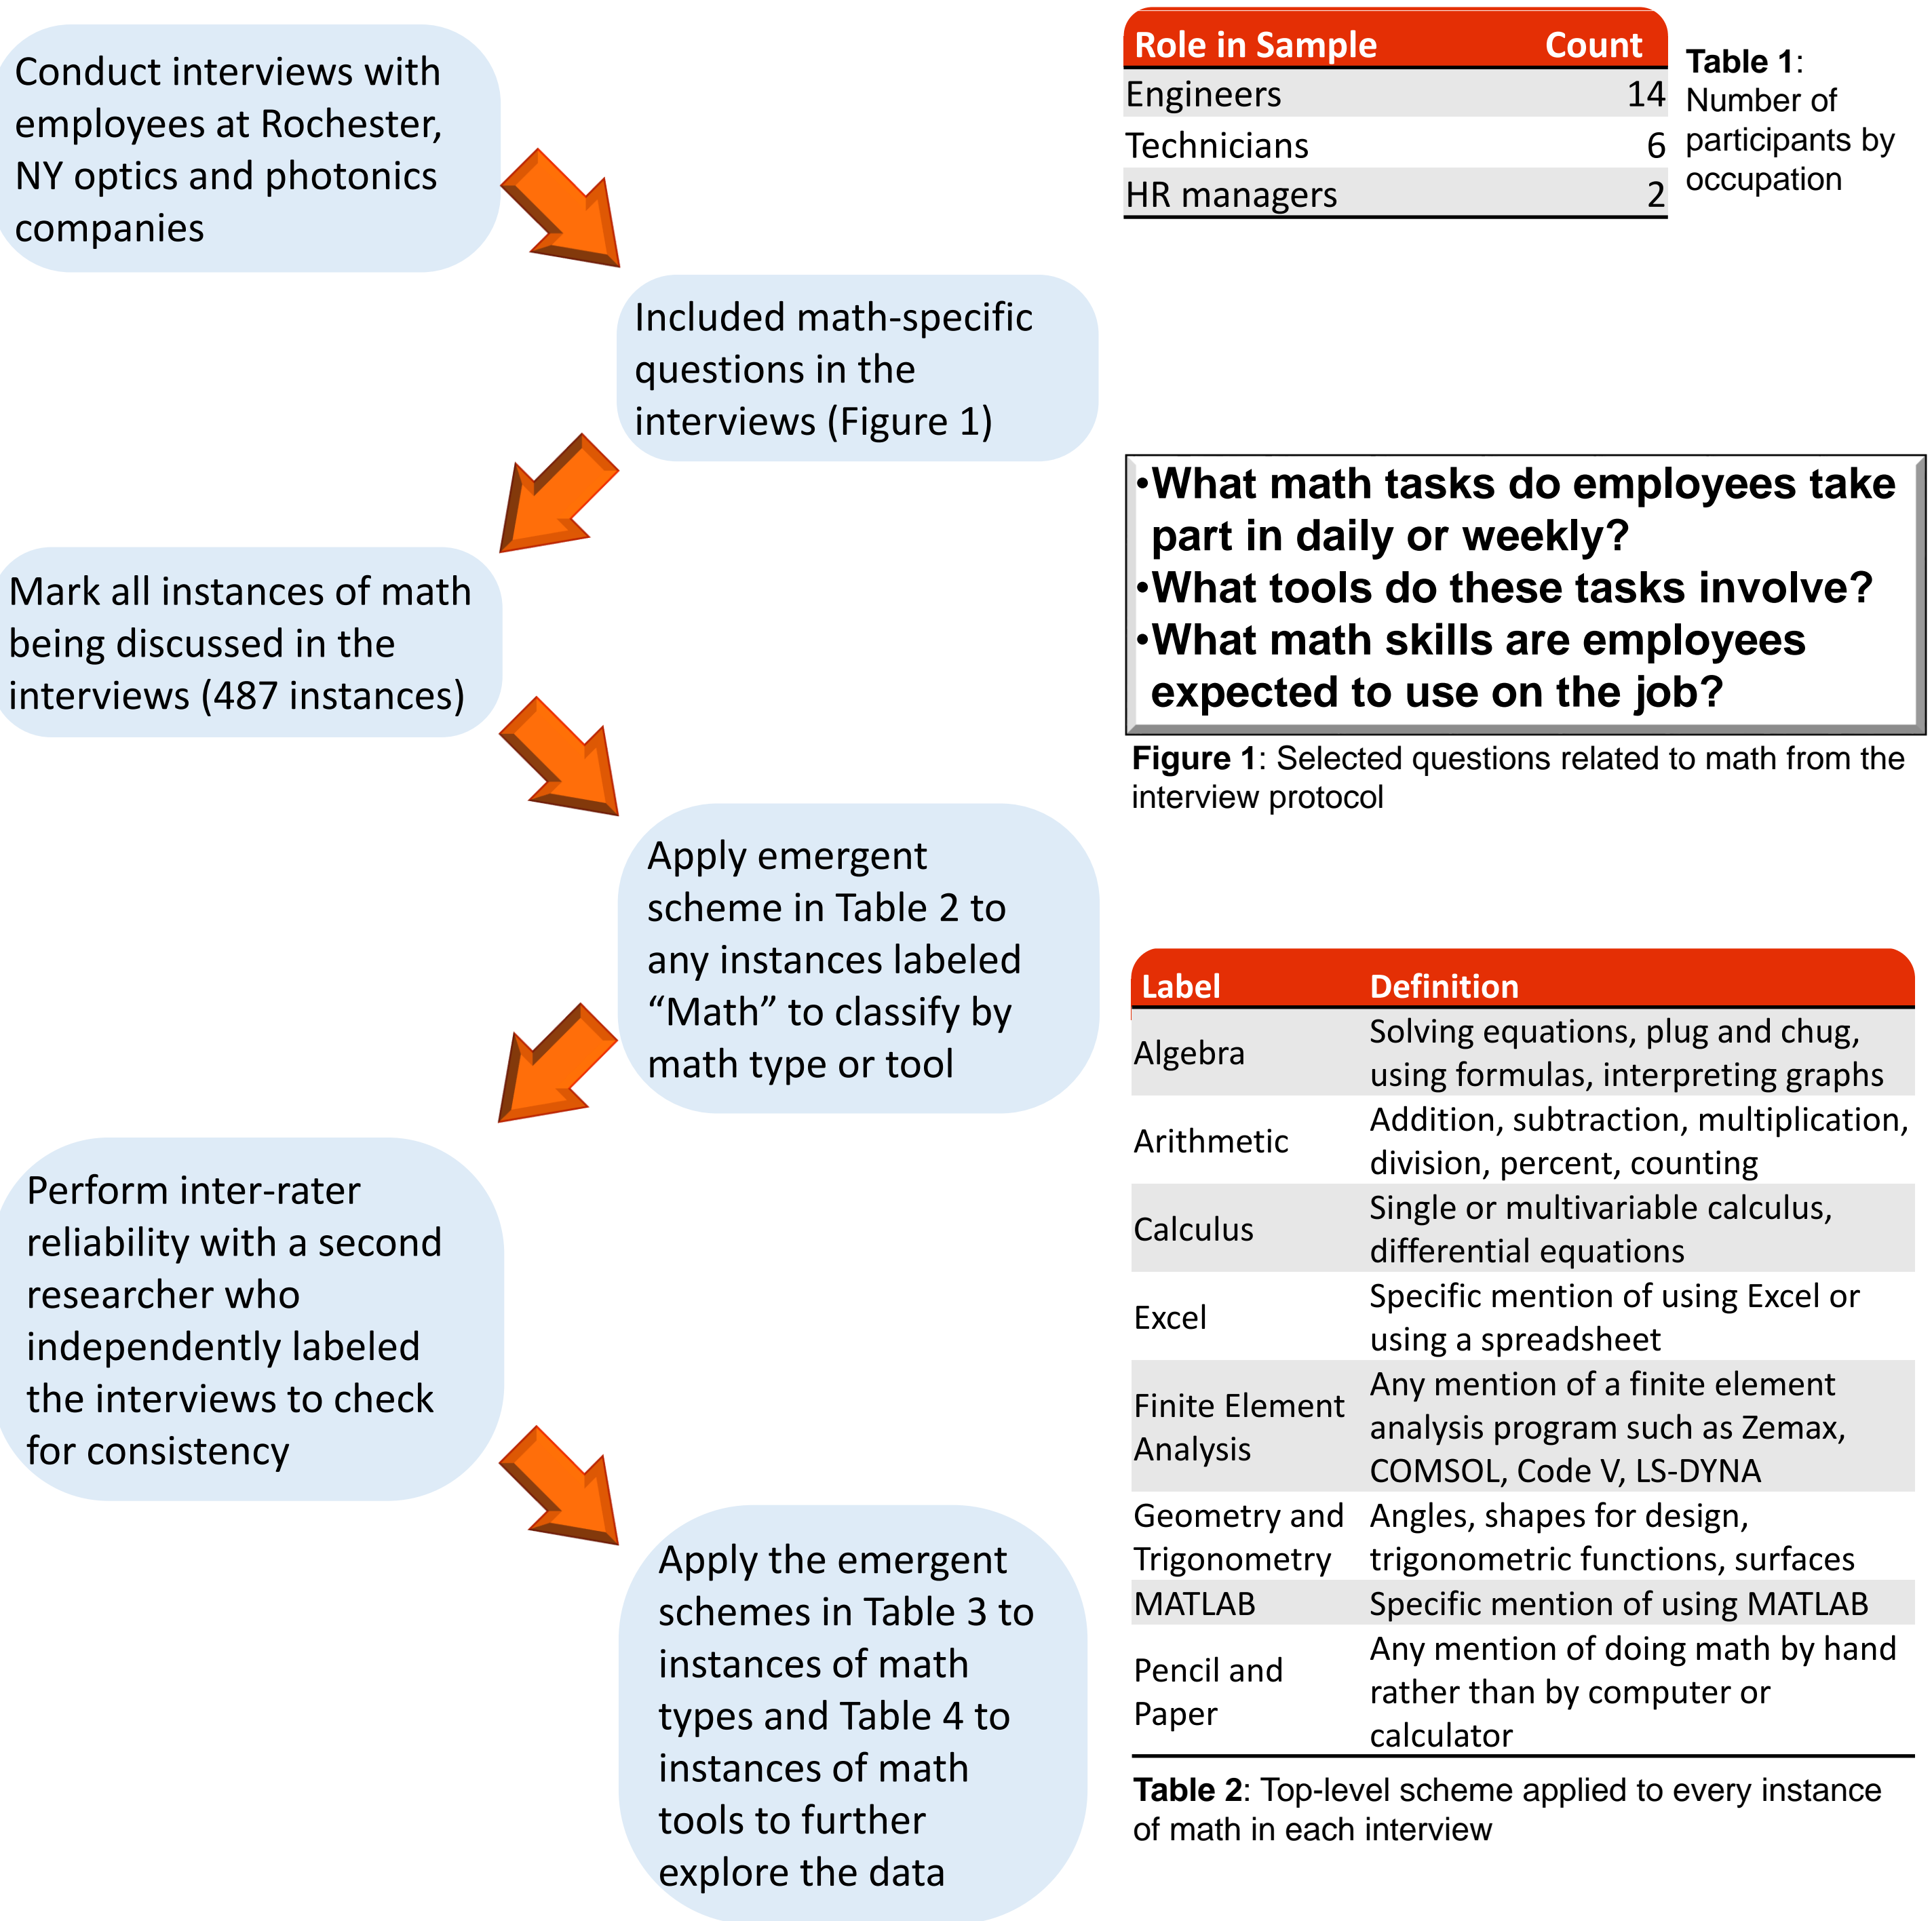 Conduct interviews with
employees at Rochester,
NY optics and photonics
companies
Included math-specific
questions in the
interviews (Figure 1)
Mark all instances of math
being discussed in the
interviews (487 instances)
Apply emergent
scheme in Table 2 to
any instances labeled
“Math” to classify by
math type or tool
Perform inter-rater
reliability with a second
researcher who
independently labeled
the interviews to check
for consistency
Apply the emergent
schemes in Table 3 to
instances of math
types and Table 4 to
instances of math
tools to further
explore the data
Role in Sample Count
Engineers 14
Technicians 6
HR managers 2
Table 1:
Number of
participants by
occupation
•What math tasks do employees take
part in daily or weekly?
•What tools do these tasks involve?
•What math skills are employees
expected to use on the job?
Figure 1: Selected questions related to math from the
interview protocol
Label Definition
Algebra
Solving equations, plug and chug,
using formulas, interpreting graphs
Arithmetic
Addition, subtraction, multiplication,
division, percent, counting
Calculus
Single or multivariable calculus,
differential equations
Excel
Specific mention of using Excel or
using a spreadsheet
Finite Element
Analysis
Any mention of a finite element
analysis program such as Zemax,
COMSOL, Code V, LS-DYNA
Geometry and
Trigonometry
Angles, shapes for design,
trigonometric functions, surfaces
MATLAB Specific mention of using MATLAB
Pencil and
Paper
Any mention of doing math by hand
rather than by computer or
calculator
Table 2: Top-level scheme applied to every instance
of math in each interview